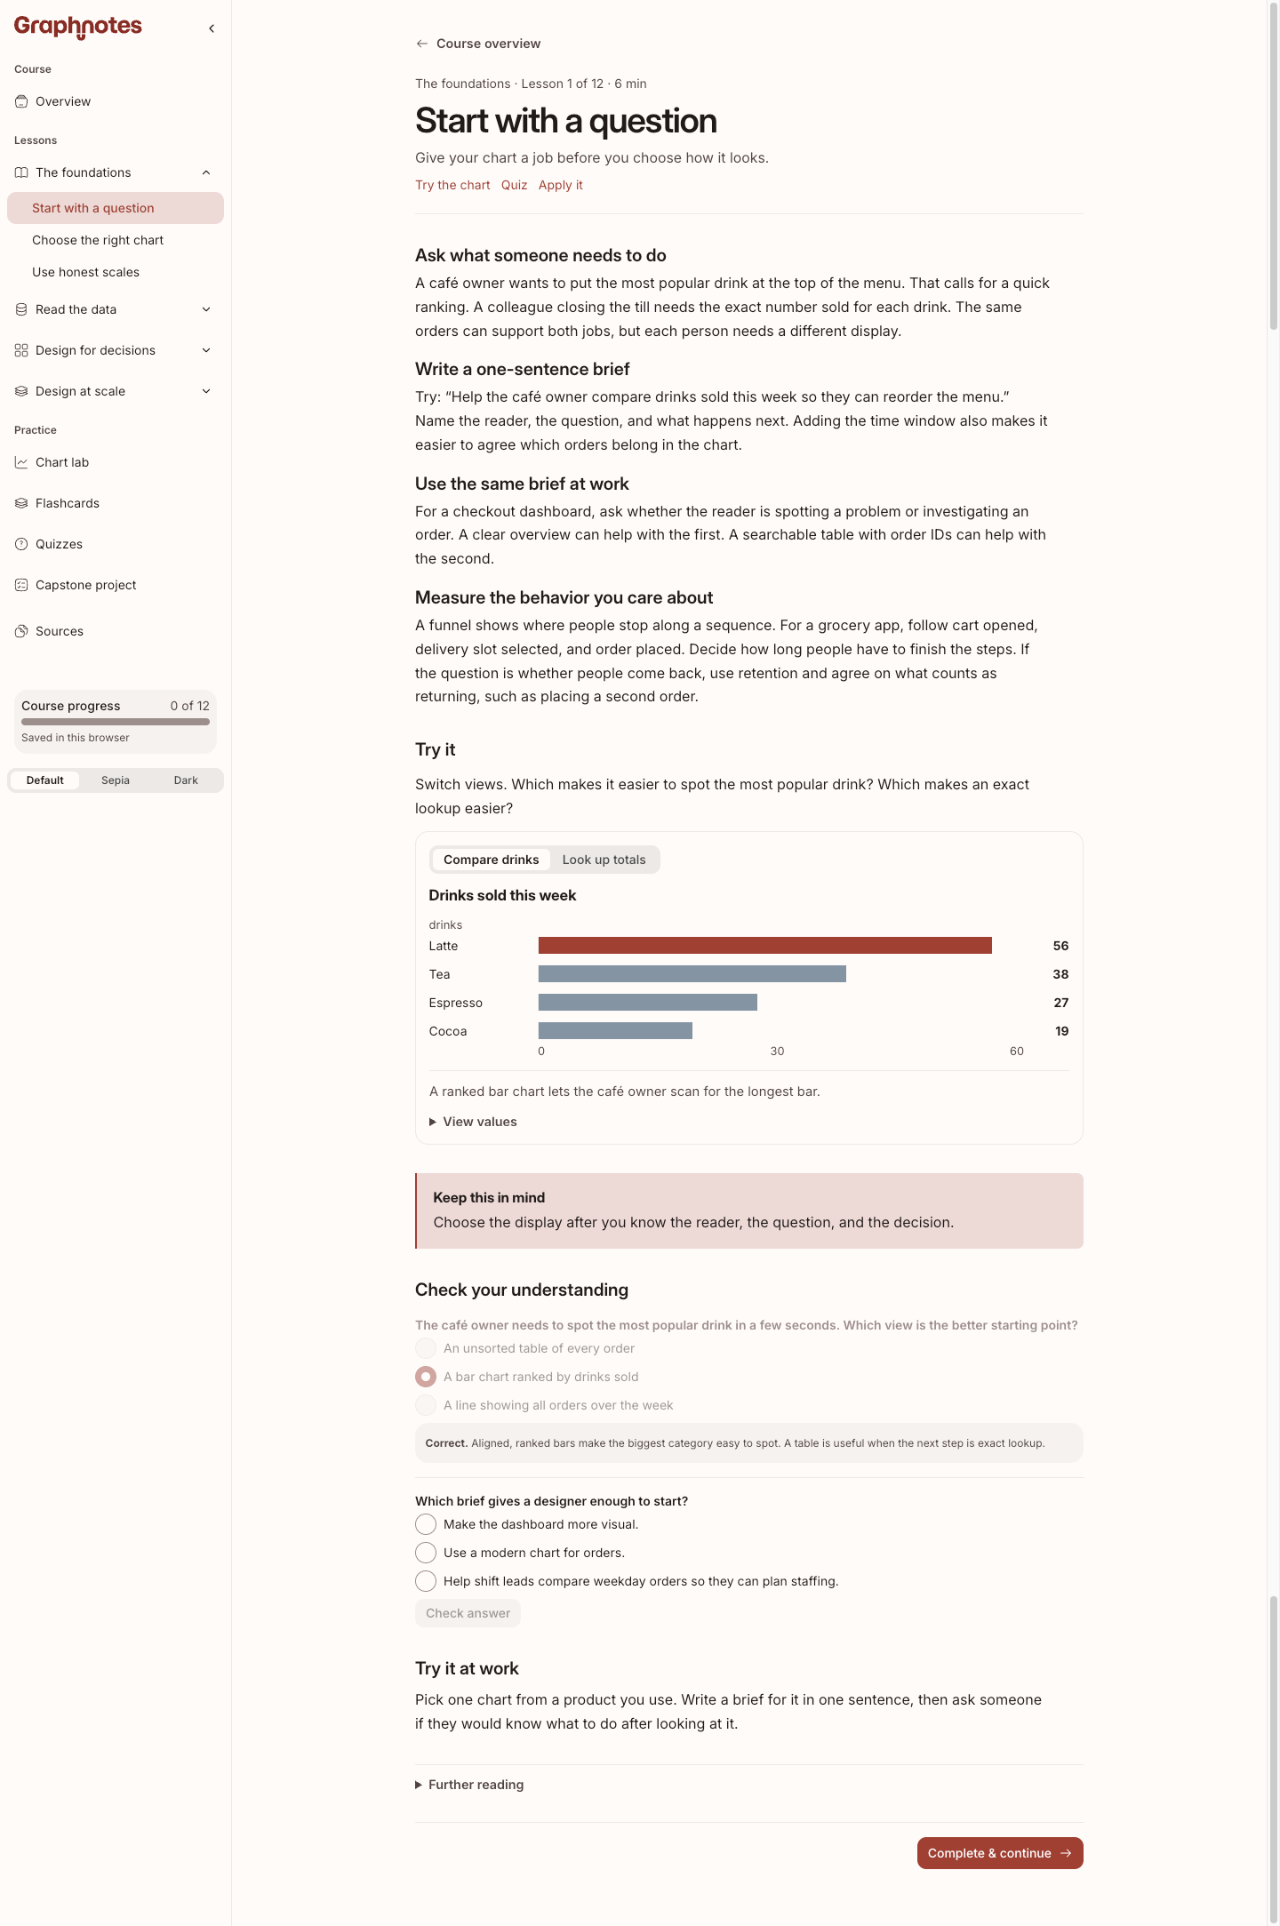 Graphnotes
Course
Overview
Lessons
The foundations
Start with a question
Choose the right chart
Use honest scales
Read the data
Design for decisions
Design at scale
Practice
Chart lab
Flashcards
Quizzes
Capstone project
Sources
Course progress 0 of 12
Saved in this browser
Default Sepia Dark
← Course overview
The foundations · Lesson 1 of 12 · 6 min
Start with a question
Give your chart a job before you choose how it looks.
Try the chart Quiz Apply it
Ask what someone needs to do
A café owner wants to put the most popular drink at the top of the menu. That calls for a quick
ranking. A colleague closing the till needs the exact number sold for each drink. The same
orders can support both jobs, but each person needs a different display.
Write a one-sentence brief
Try: “Help the café owner compare drinks sold this week so they can reorder the menu.”
Name the reader, the question, and what happens next. Adding the time window also makes it
easier to agree which orders belong in the chart.
Use the same brief at work
For a checkout dashboard, ask whether the reader is spotting a problem or investigating an
order. A clear overview can help with the first. A searchable table with order IDs can help with
the second.
Measure the behavior you care about
A funnel shows where people stop along a sequence. For a grocery app, follow cart opened,
delivery slot selected, and order placed. Decide how long people have to finish the steps. If
the question is whether people come back, use retention and agree on what counts as
returning, such as placing a second order.
Try it
Switch views. Which makes it easier to spot the most popular drink? Which makes an exact
lookup easier?
Compare drinks Look up totals
Drinks sold this week
drinks
Latte 56
Tea 38
Espresso 27
Cocoa 19
0 30 60
A ranked bar chart lets the café owner scan for the longest bar.
View values
Keep this in mind
Choose the display after you know the reader, the question, and the decision.
Check your understanding
The café owner needs to spot the most popular drink in a few seconds. Which view is the better starting point?
An unsorted table of every order
A bar chart ranked by drinks sold
A line showing all orders over the week
Correct. Aligned, ranked bars make the biggest category easy to spot. A table is useful when the next step is exact lookup.
Which brief gives a designer enough to start?
Make the dashboard more visual.
Use a modern chart for orders.
Help shift leads compare weekday orders so they can plan staffing.
Check answer
Try it at work
Pick one chart from a product you use. Write a brief for it in one sentence, then ask someone
if they would know what to do after looking at it.
Further reading
Complete & continue →